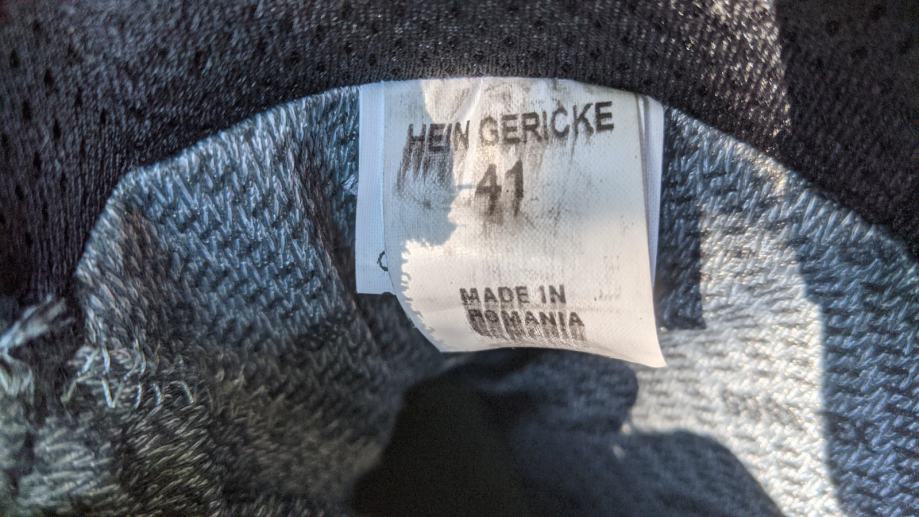 HEIN GERICKE
41
MADE IN
ROMANIA